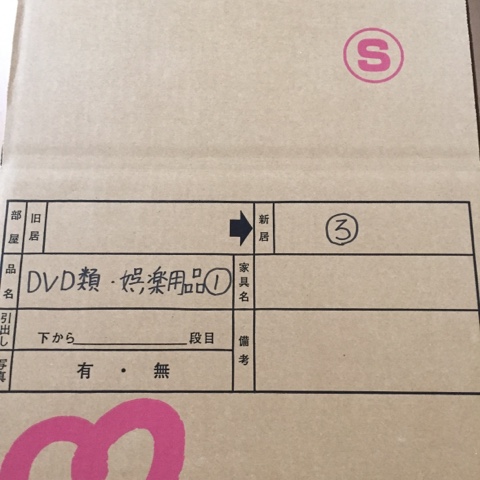 S
部屋 旧居 新居 ③
品名 DVD類・娯楽用品① 家具名
引出し 下から 段目 備考
写真 有・無